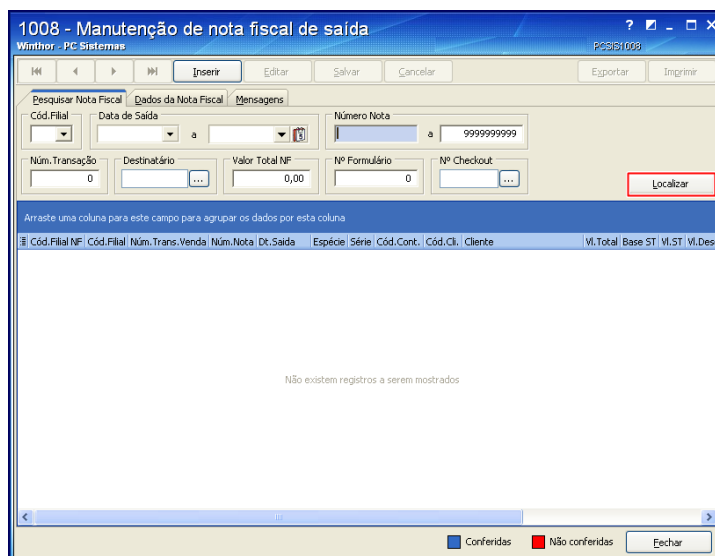 1008 - Manutenção de nota fiscal de saída
Winthor - PC Sistemas
PCSIS1008
Inserir Editar Salvar Cancelar Exportar Imprimir
Pesquisar Nota Fiscal Dados da Nota Fiscal Mensagens
Cód.Filial Data de Saída Número Nota
a a 9999999999
Núm.Transação Destinatário Valor Total NF Nº Formulário Nº Checkout
0 ... 0,00 0 ...
Localizar
Arraste uma coluna para este campo para agrupar os dados por esta coluna
Cód.Filial NF Cód.Filial Núm.Trans.Venda Núm.Nota Dt.Saida Espécie Série Cód.Cont. Cód.Cli. Cliente Vl.Total Base ST Vl.ST Vl.Des
Não existem registros a serem mostrados
Conferidas Não conferidas Fechar